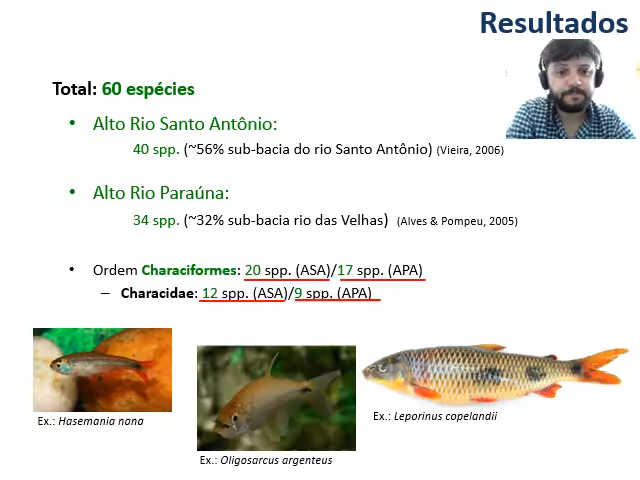 Resultados
Total: 60 espécies
• Alto Rio Santo Antônio:
40 spp. (~56% sub-bacia do rio Santo Antônio) (Vieira, 2006)
• Alto Rio Paraúna:
34 spp. (~32% sub-bacia rio das Velhas) (Alves & Pompeu, 2005)
• Ordem Characiformes: 20 spp. (ASA)/17 spp. (APA)
– Characidae: 12 spp. (ASA)/9 spp. (APA)
Ex.: Hasemania nana
Ex.: Oligosarcus argenteus
Ex.: Leporinus copelandii